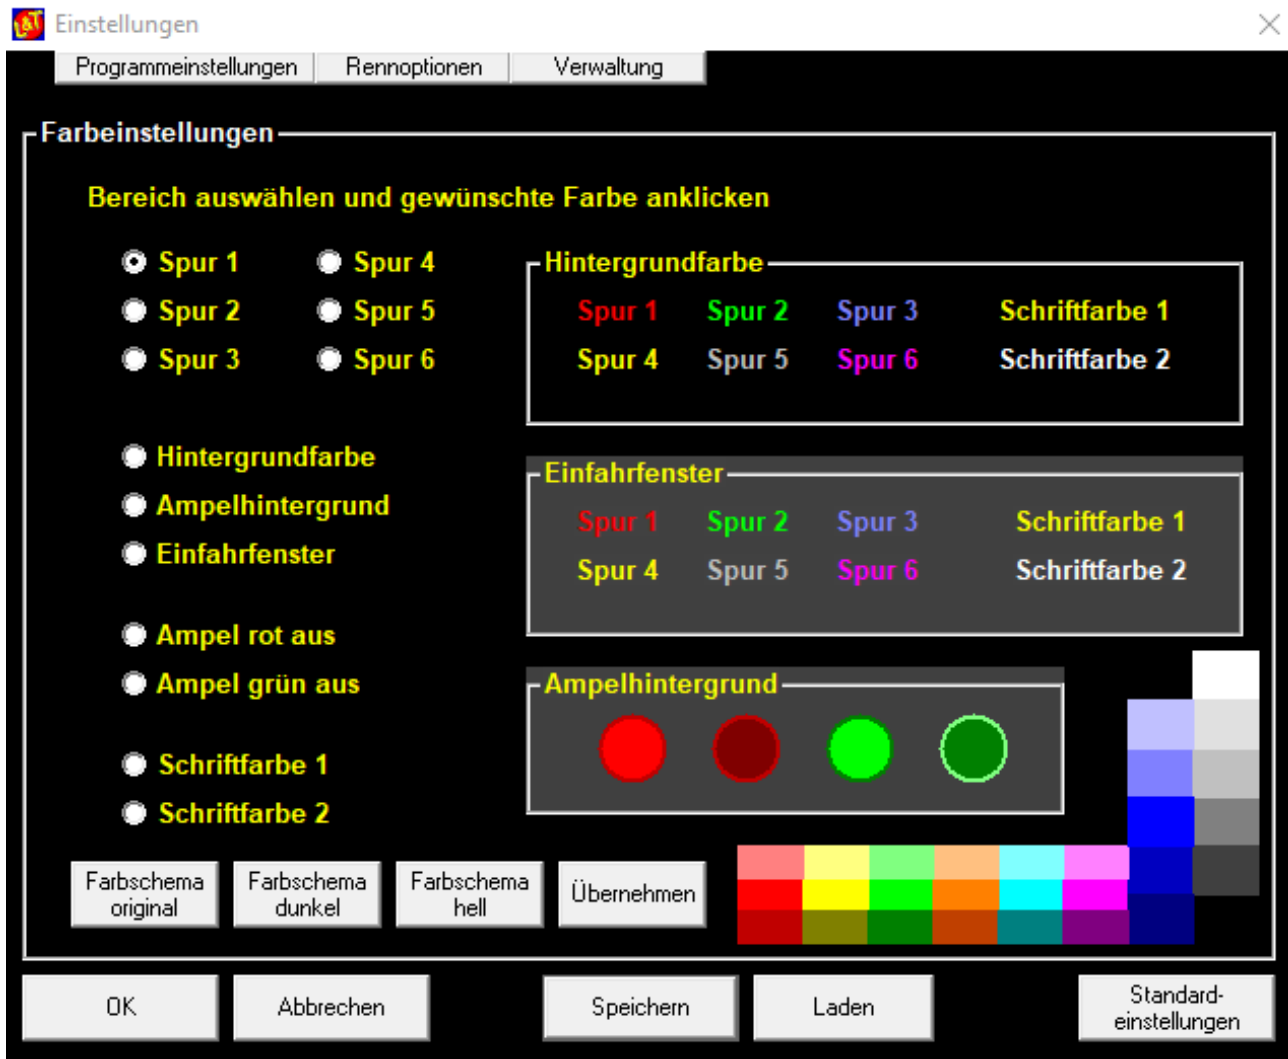 L&T
Einstellungen
Programmeinstellungen Rennoptionen Verwaltung
Farbeinstellungen
Bereich auswählen und gewünschte Farbe anklicken
Spur 1 Spur 4
Spur 2 Spur 5
Spur 3 Spur 6
Hintergrundfarbe
Ampelhintergrund
Einfahrfenster
Ampel rot aus
Ampel grün aus
Schriftfarbe 1
Schriftfarbe 2
Hintergrundfarbe
Spur 1 Spur 2 Spur 3 Schriftfarbe 1
Spur 4 Spur 5 Spur 6 Schriftfarbe 2
Einfahrfenster
Spur 1 Spur 2 Spur 3 Schriftfarbe 1
Spur 4 Spur 5 Spur 6 Schriftfarbe 2
Ampelhintergrund
Farbschema
original
Farbschema
dunkel
Farbschema
hell
Übernehmen
OK Abbrechen Speichern Laden
Standard-
einstellungen